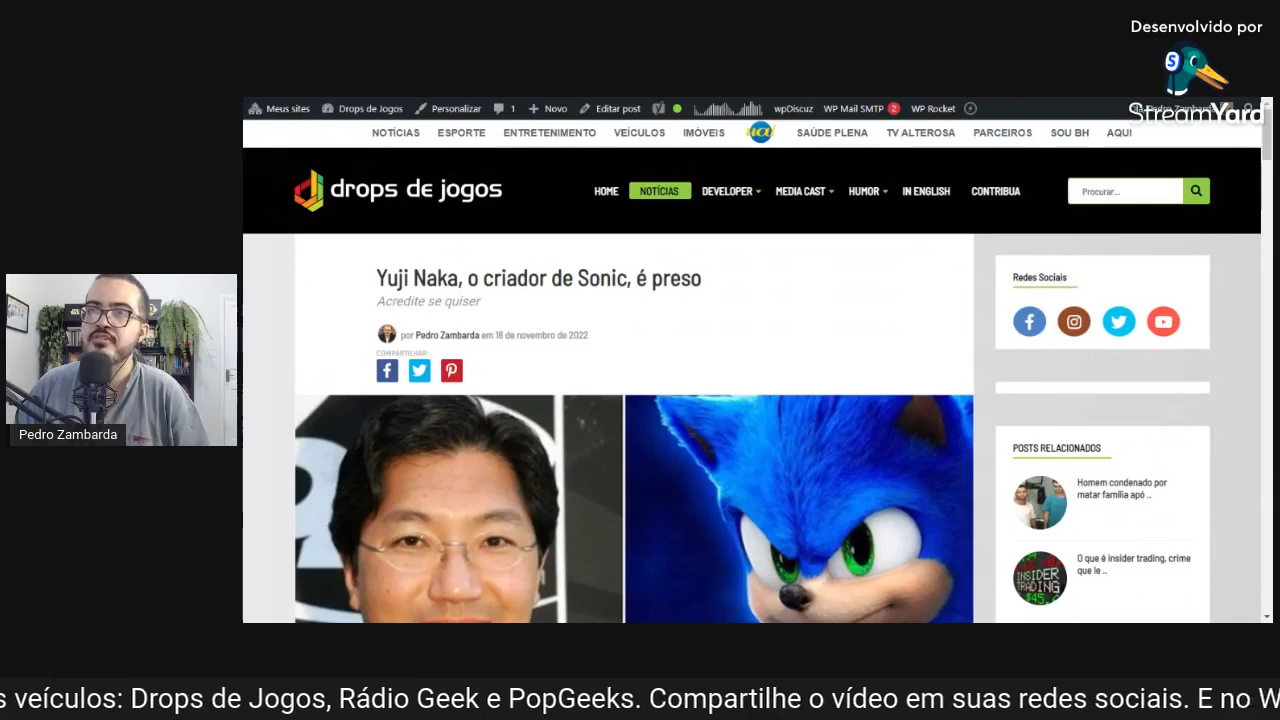 Desenvolvido por
StreamYard
Meus sites Drops de Jogos Personalizar 1 Novo Editar post wpDiscuz WP Mail SMTP 2 WP Rocket
NOTÍCIAS ESPORTE ENTRETENIMENTO VEÍCULOS IMÓVEIS uai SAÚDE PLENA TV ALTEROSA PARCEIROS SOU BH AQUI
drops de jogos
HOME NOTÍCIAS DEVELOPER MEDIA CAST HUMOR IN ENGLISH CONTRIBUA
Procurar...
Yuji Naka, o criador de Sonic, é preso
Acredite se quiser
por Pedro Zambarda em 18 de novembro de 2022
COMPARTILHAR:
Redes Sociais
POSTS RELACIONADOS
Homem condenado por
matar família apó ..
O que é insider trading, crime
que le ..
INSIDER
TRADING
Pedro Zambarda
s veículos: Drops de Jogos, Rádio Geek e PopGeeks. Compartilhe o vídeo em suas redes sociais. E no W